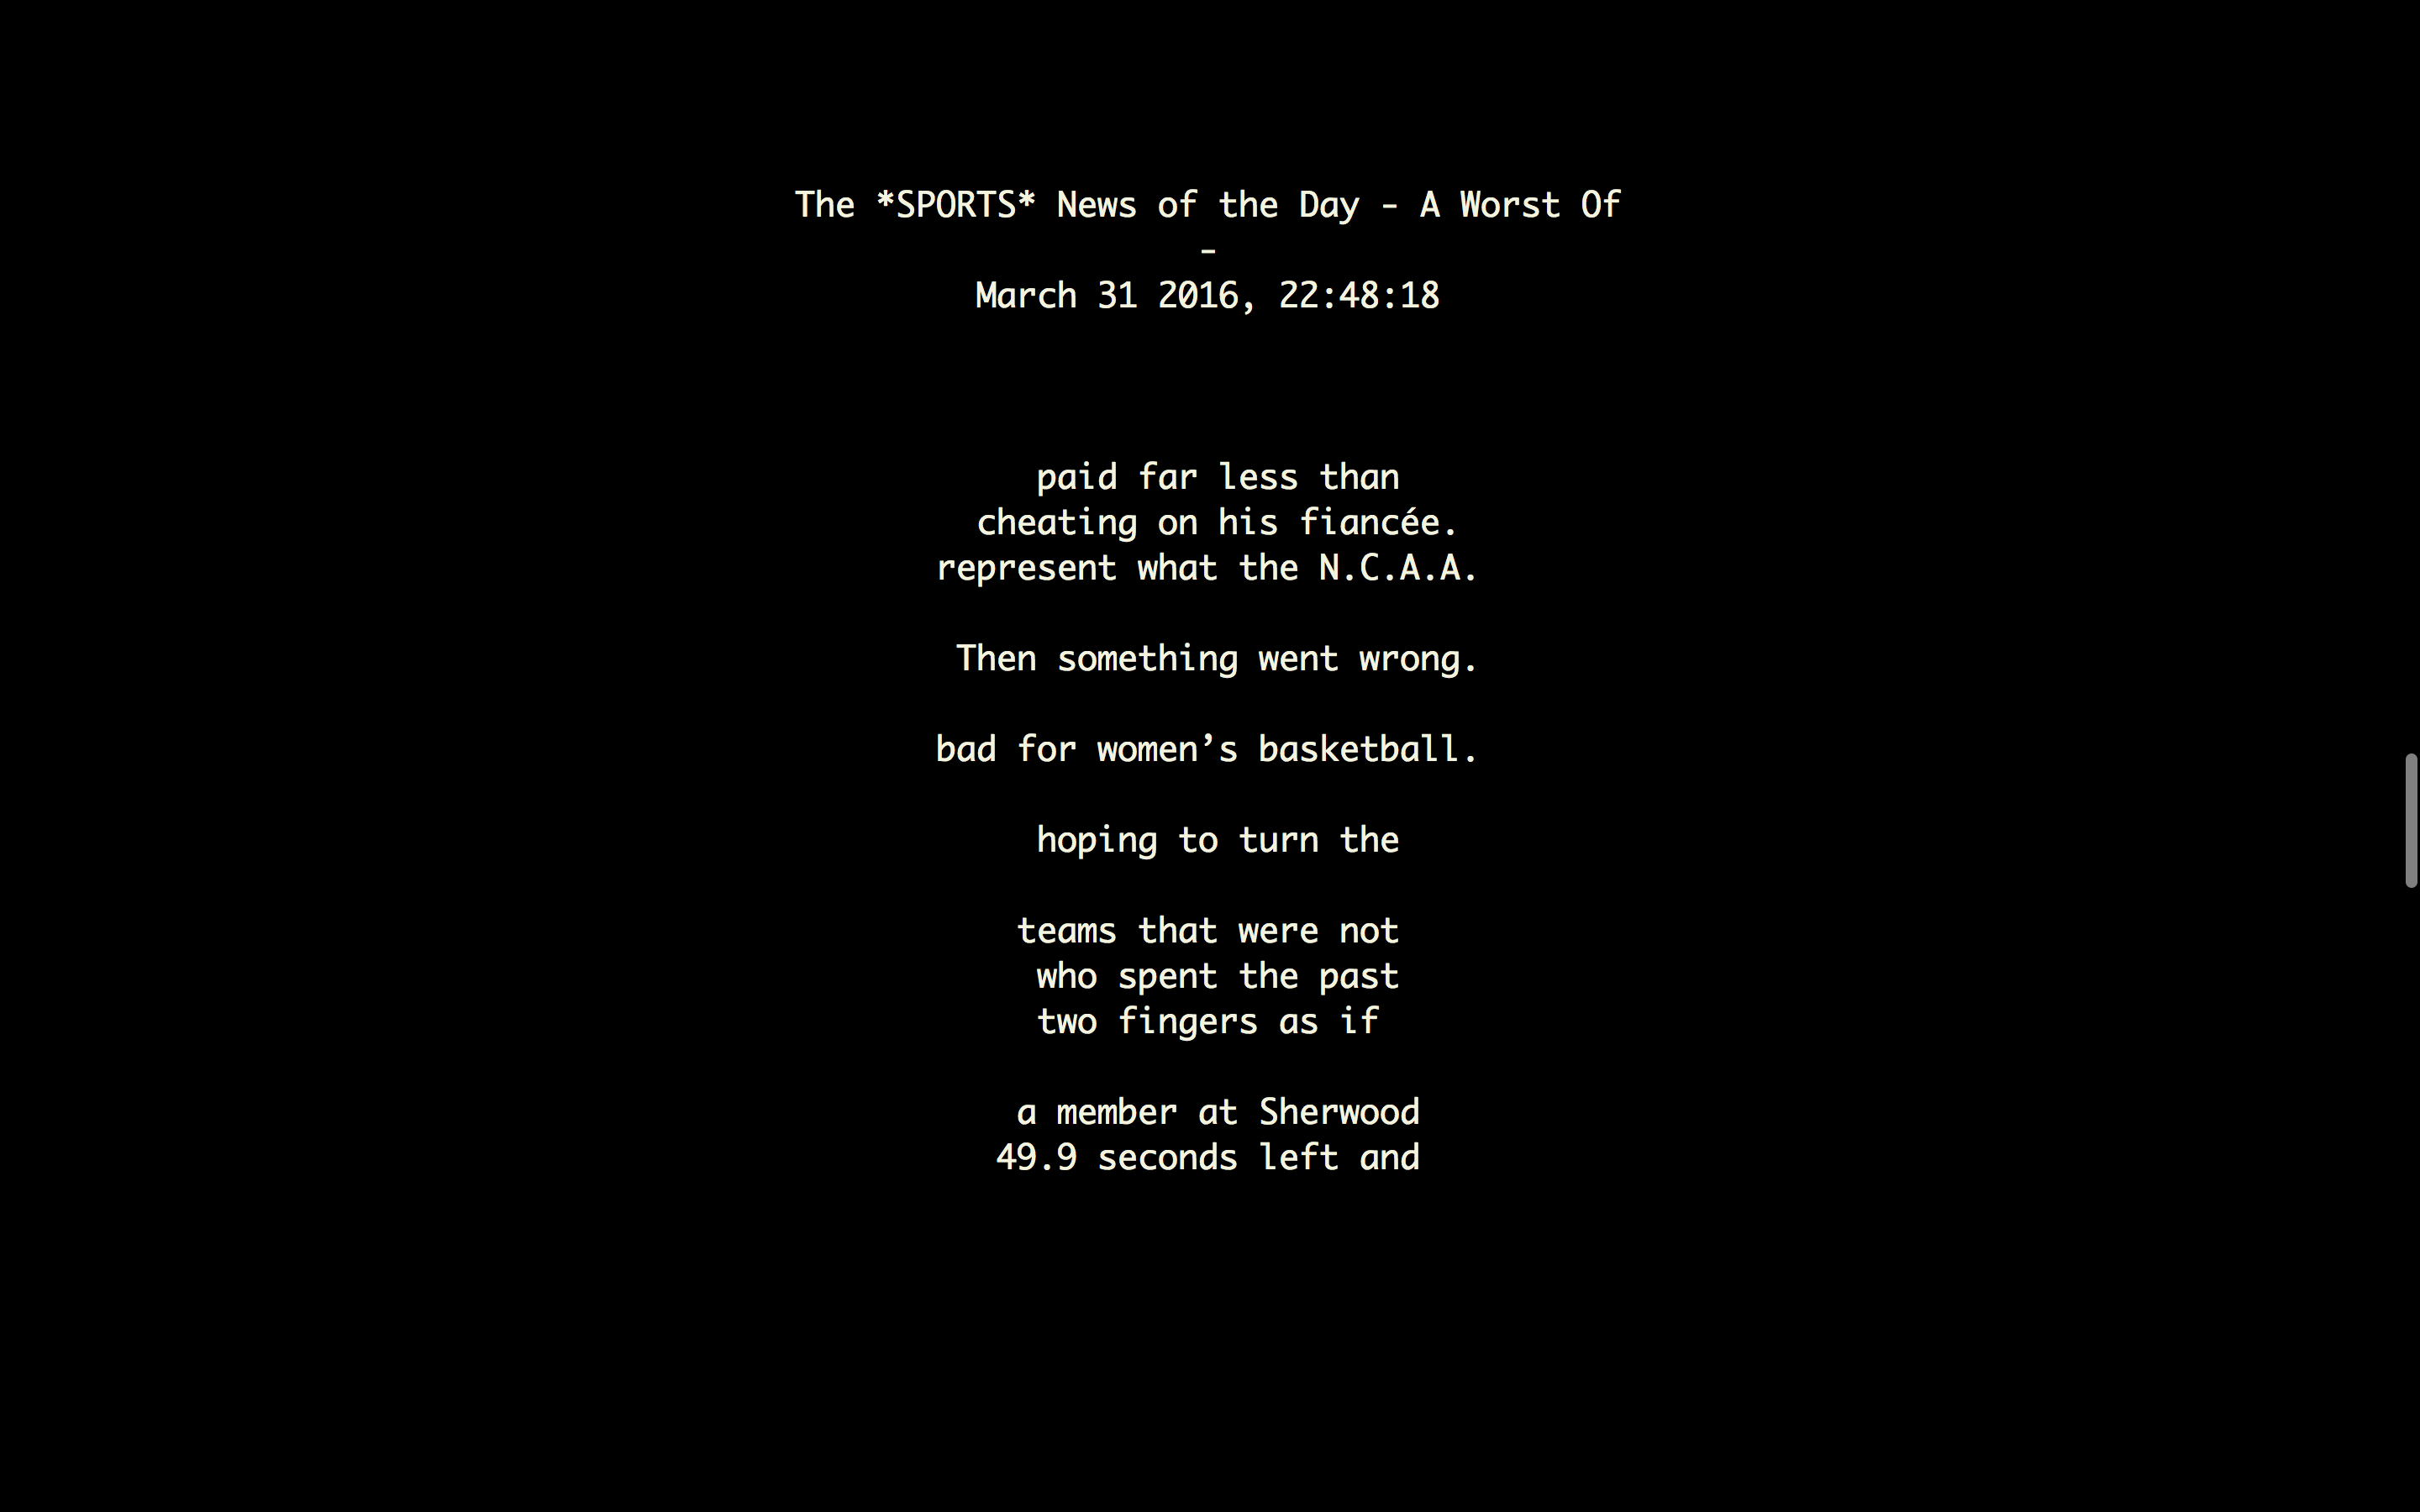 The *SPORTS* News of the Day - A Worst Of
-
March 31 2016, 22:48:18
paid far less than
cheating on his fiancée.
represent what the N.C.A.A.
Then something went wrong.
bad for women’s basketball.
hoping to turn the
teams that were not
who spent the past
two fingers as if
a member at Sherwood
49.9 seconds left and